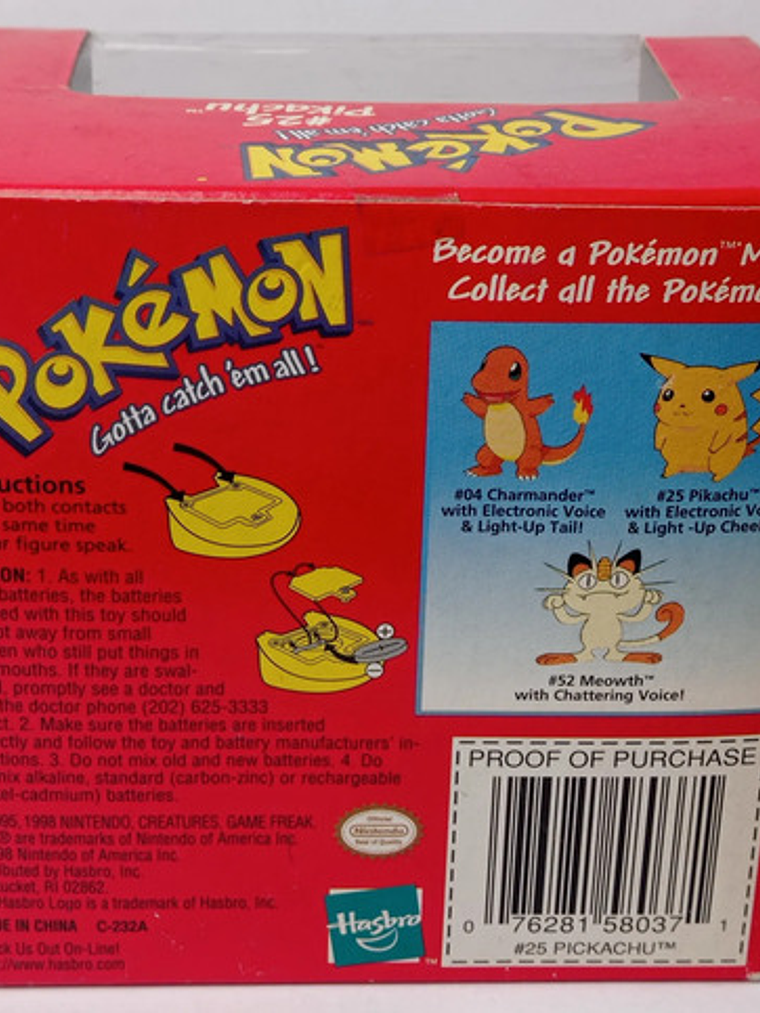 #25
Pikachu™
Gotta catch 'em all!
POKéMON
POKéMON
Gotta catch 'em all!
Become a Pokémon™ M
Collect all the Pokém
#04 Charmander™
with Electronic Voice
& Light-Up Tail!
#25 Pikachu™
with Electronic Vo
& Light -Up Chee
#52 Meowth™
with Chattering Voice!
uctions
both contacts
same time
r figure speak.
ON: 1. As with all
batteries, the batteries
ed with this toy should
t away from small
en who still put things in
mouths. If they are swal-
, promptly see a doctor and
the doctor phone (202) 625-3333
ct. 2. Make sure the batteries are inserted
ctly and follow the toy and battery manufacturers' in-
tions. 3. Do not mix old and new batteries. 4. Do
mix alkaline, standard (carbon-zinc) or rechargeable
el-cadmium) batteries.
95, 1998 NINTENDO, CREATURES, GAME FREAK.
® are trademarks of Nintendo of America Inc.
98 Nintendo of America Inc.
ibuted by Hasbro, Inc.
ucket, RI 02862.
Hasbro Logo is a trademark of Hasbro, Inc.
DE IN CHINA C-232A
ck Us Out On-Line!
//www.hasbro.com
Official
Nintendo
Seal of Quality
Hasbro
™
PROOF OF PURCHASE
0 76281 58037 1
#25 PICKACHU™